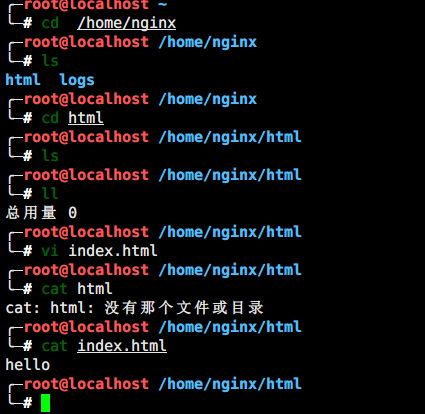 ╭─root@localhost ~
╰─# cd  /home/nginx
╭─root@localhost /home/nginx
╰─# ls
html  logs
╭─root@localhost /home/nginx
╰─# cd html
╭─root@localhost /home/nginx/html
╰─# ls
╭─root@localhost /home/nginx/html
╰─# ll
总用量 0
╭─root@localhost /home/nginx/html
╰─# vi index.html
╭─root@localhost /home/nginx/html
╰─# cat html
cat: html: 没有那个文件或目录
╭─root@localhost /home/nginx/html
╰─# cat index.html
hello
╭─root@localhost /home/nginx/html
╰─#